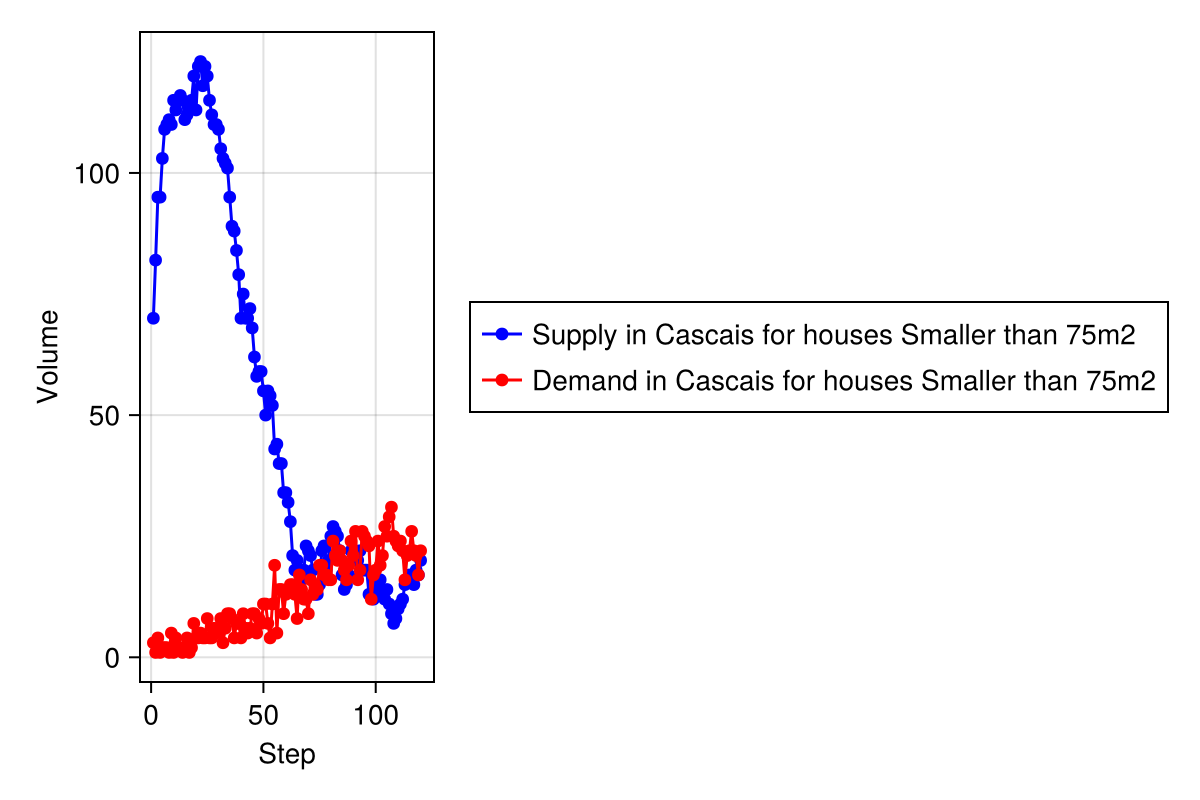 Volume
100
50
0
0 50 100
Step
Supply in Cascais for houses Smaller than 75m2
Demand in Cascais for houses Smaller than 75m2